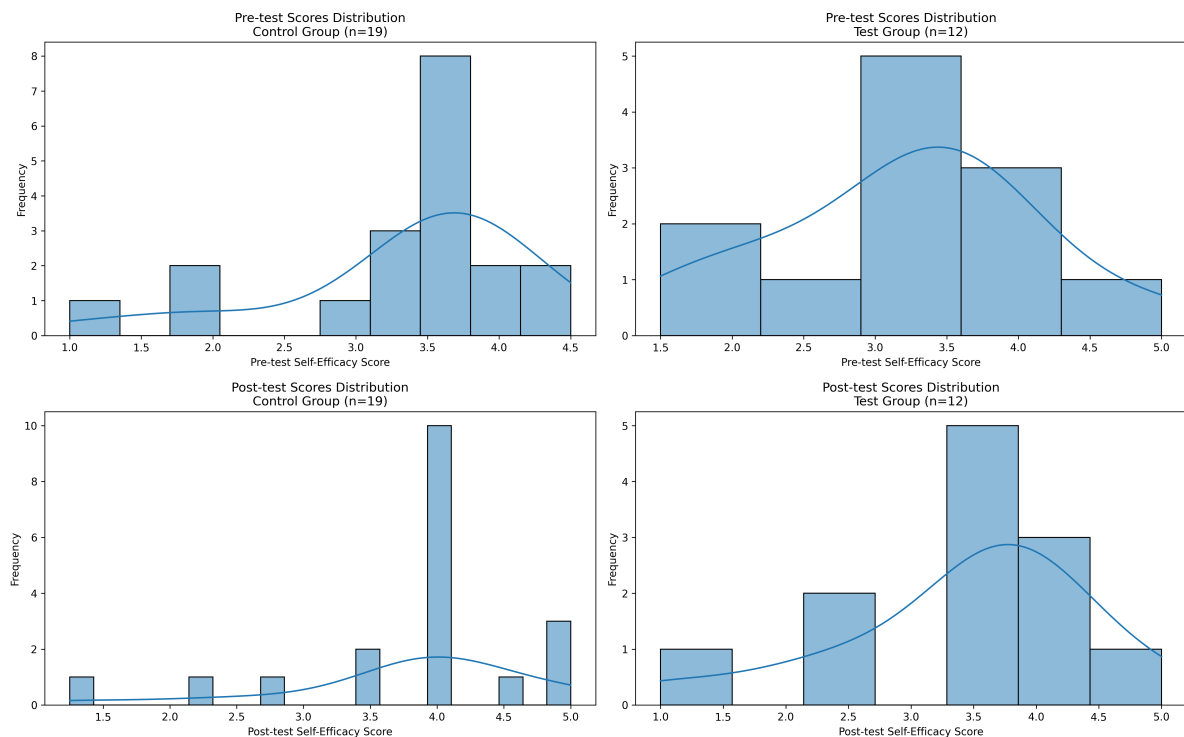 Pre-test Scores Distribution
Control Group (n=19)
8
7
6
5
4
3
2
1
0
Frequency
1.0 1.5 2.0 2.5 3.0 3.5 4.0 4.5
Pre-test Self-Efficacy Score
Pre-test Scores Distribution
Test Group (n=12)
5
4
3
2
1
0
Frequency
1.5 2.0 2.5 3.0 3.5 4.0 4.5 5.0
Pre-test Self-Efficacy Score
Post-test Scores Distribution
Control Group (n=19)
10
8
6
4
2
0
Frequency
1.5 2.0 2.5 3.0 3.5 4.0 4.5 5.0
Post-test Self-Efficacy Score
Post-test Scores Distribution
Test Group (n=12)
5
4
3
2
1
0
Frequency
1.0 1.5 2.0 2.5 3.0 3.5 4.0 4.5 5.0
Post-test Self-Efficacy Score